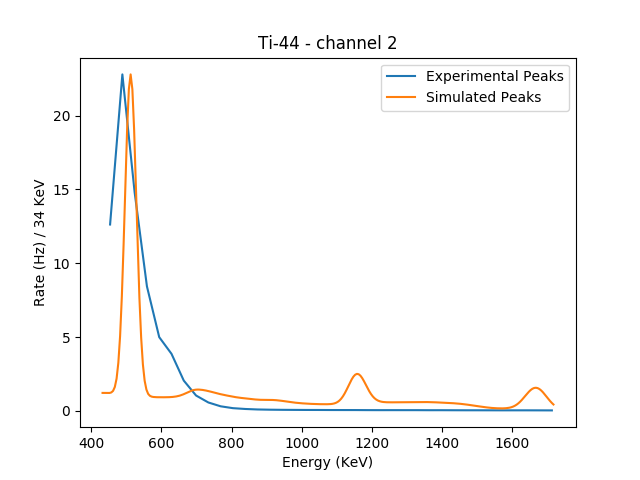 Ti-44 - channel 2
Experimental Peaks
Simulated Peaks
Rate (Hz) / 34 KeV
20
15
10
5
0
400 600 800 1000 1200 1400 1600
Energy (KeV)